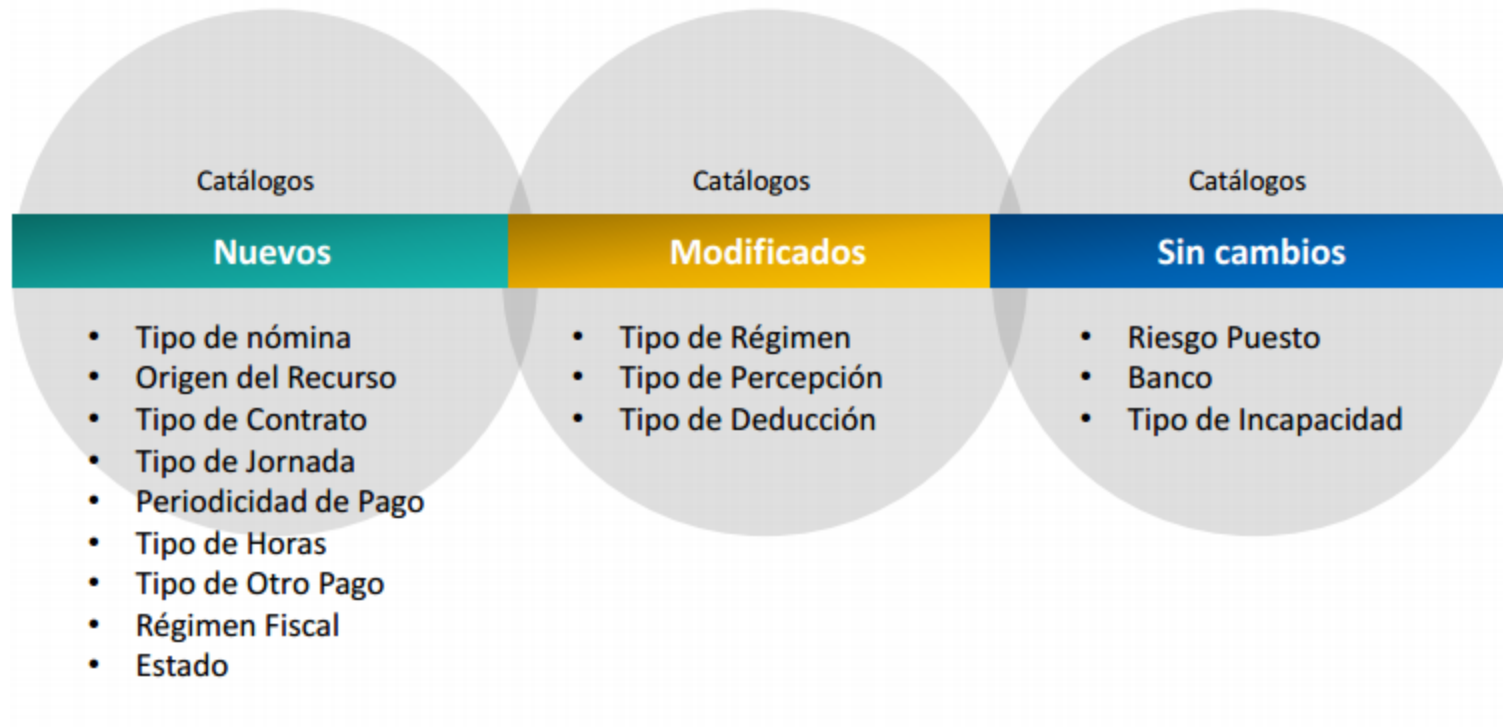 Catálogos
Nuevos
• Tipo de nómina
• Origen del Recurso
• Tipo de Contrato
• Tipo de Jornada
• Periodicidad de Pago
• Tipo de Horas
• Tipo de Otro Pago
• Régimen Fiscal
• Estado
Catálogos
Modificados
• Tipo de Régimen
• Tipo de Percepción
• Tipo de Deducción
Catálogos
Sin cambios
• Riesgo Puesto
• Banco
• Tipo de Incapacidad